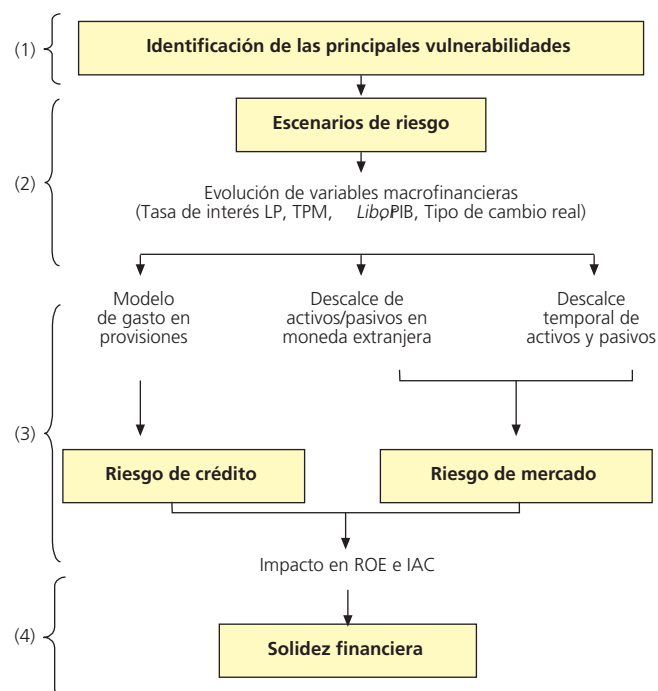 (1)
Identificación de las principales vulnerabilidades
(2)
Escenarios de riesgo
Evolución de variables macrofinancieras
(Tasa de interés LP, TPM, Libor, PIB, Tipo de cambio real)
(3)
Modelo
de gasto en
provisiones
Descalce de
activos/pasivos en
moneda extranjera
Descalce
temporal de
activos y pasivos
Riesgo de crédito
Riesgo de mercado
Impacto en ROE e IAC
(4)
Solidez financiera